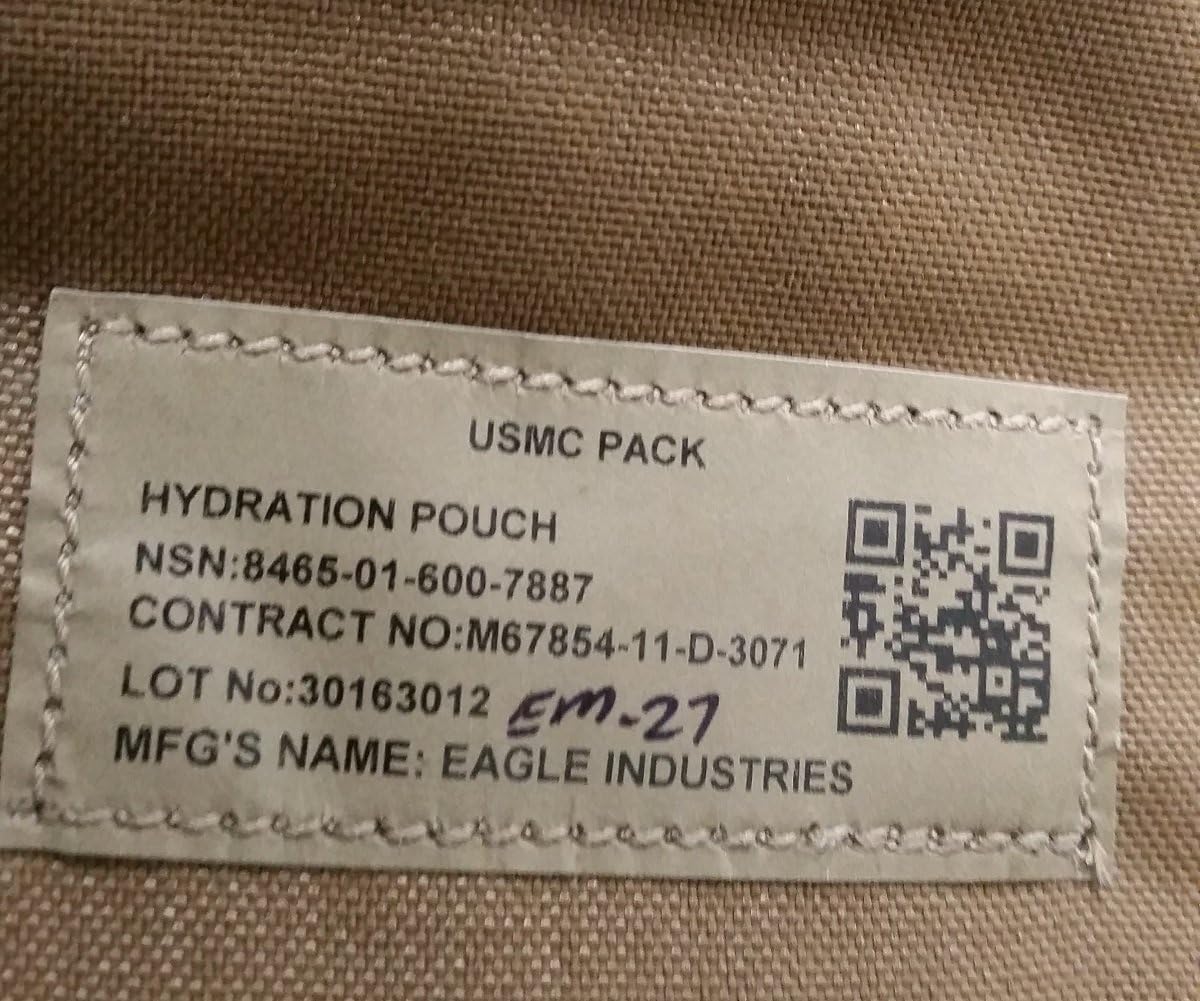 USMC PACK
HYDRATION POUCH
NSN:8465-01-600-7887
CONTRACT NO:M67854-11-D-3071
LOT No:30163012 EM-27
MFG'S NAME: EAGLE INDUSTRIES